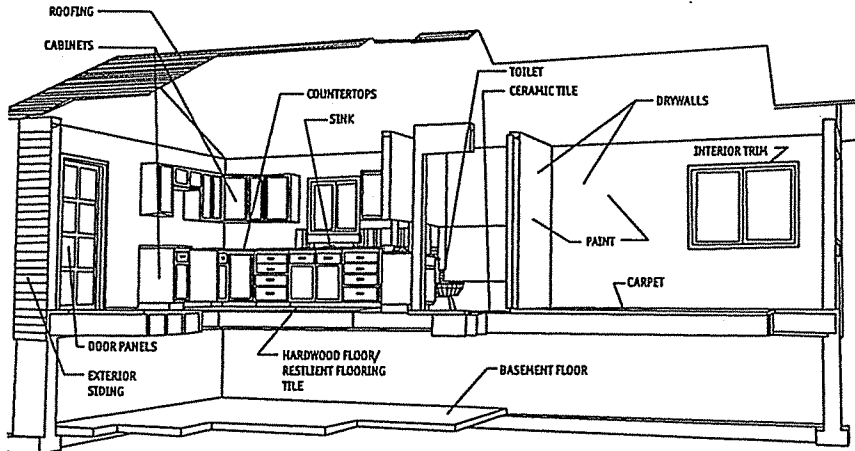 ROOFING
CABINETS
COUNTERTOPS
SINK
TOILET
CERAMIC TILE
DRYWALLS
INTERIOR TRIM
PAINT
CARPET
DOOR PANELS
EXTERIOR
SIDING
HARDWOOD FLOOR/
RESILIENT FLOORING
TILE
BASEMENT FLOOR